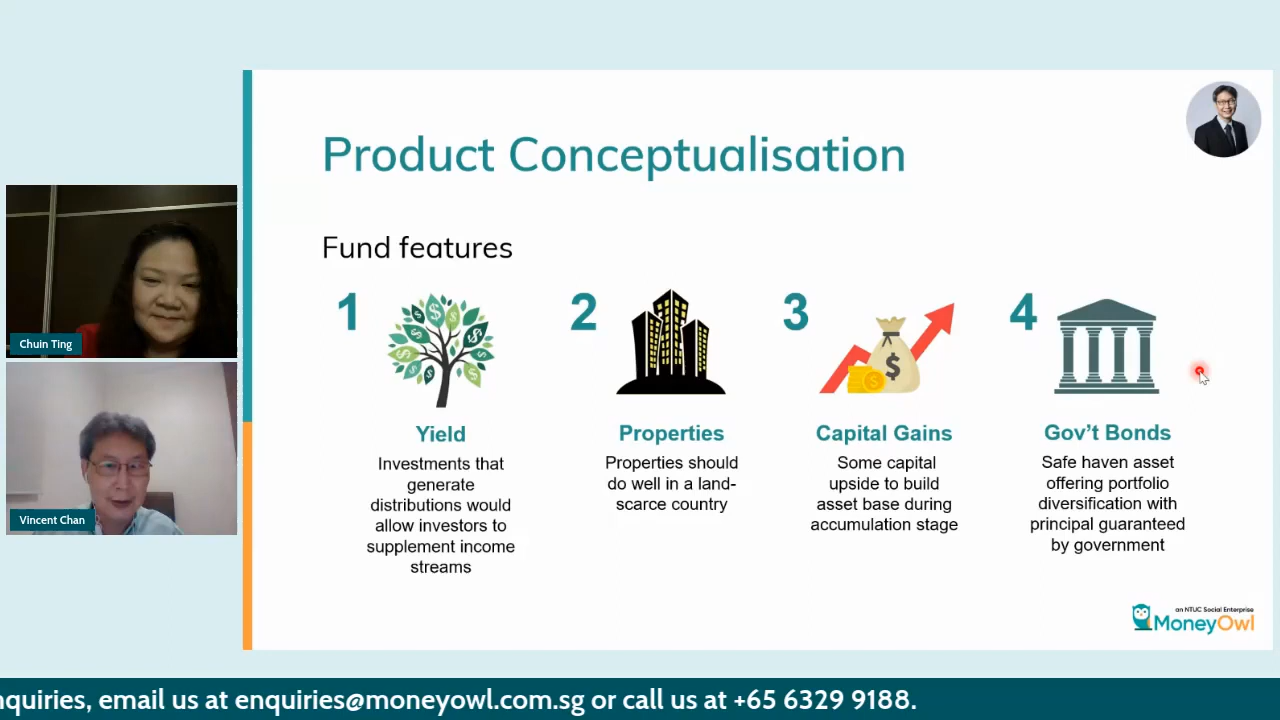 Product Conceptualisation
Fund features
1
2
3
4
Yield
Investments that
generate
distributions would
allow investors to
supplement income
streams
Properties
Properties should
do well in a land-
scarce country
Capital Gains
Some capital
upside to build
asset base during
accumulation stage
Gov't Bonds
Safe haven asset
offering portfolio
diversification with
principal guaranteed
by government
Chuin Ting
Vincent Chan
an NTUC Social Enterprise
MoneyOwl
nquiries, email us at enquiries@moneyowl.com.sg or call us at +65 6329 9188.